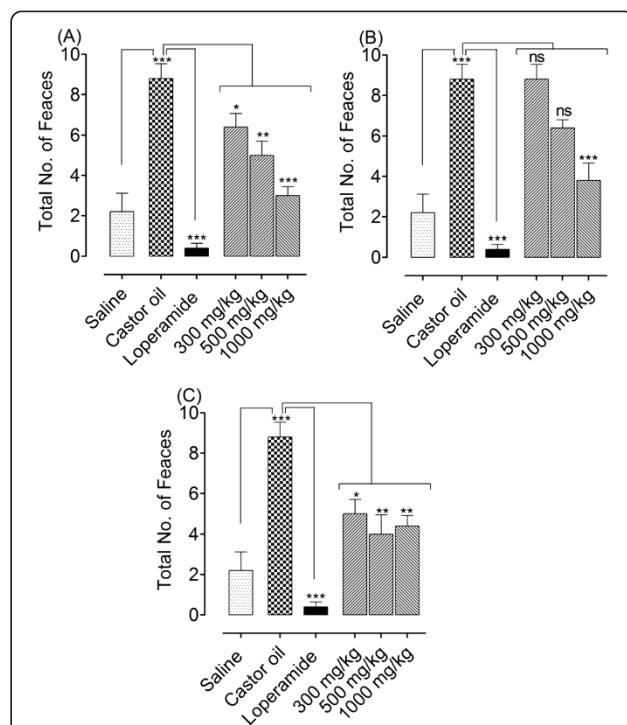 (A)
Total No. of Feaces
10
8
6
4
2
0
***
***
*
**
***
Saline
Castor oil
Loperamide
300 mg/kg
500 mg/kg
1000 mg/kg
(B)
Total No. of Feaces
10
8
6
4
2
0
***
***
ns
ns
***
Saline
Castor oil
Loperamide
300 mg/kg
500 mg/kg
1000 mg/kg
(C)
Total No. of Feaces
10
8
6
4
2
0
***
***
*
**
**
Saline
Castor oil
Loperamide
300 mg/kg
500 mg/kg
1000 mg/kg